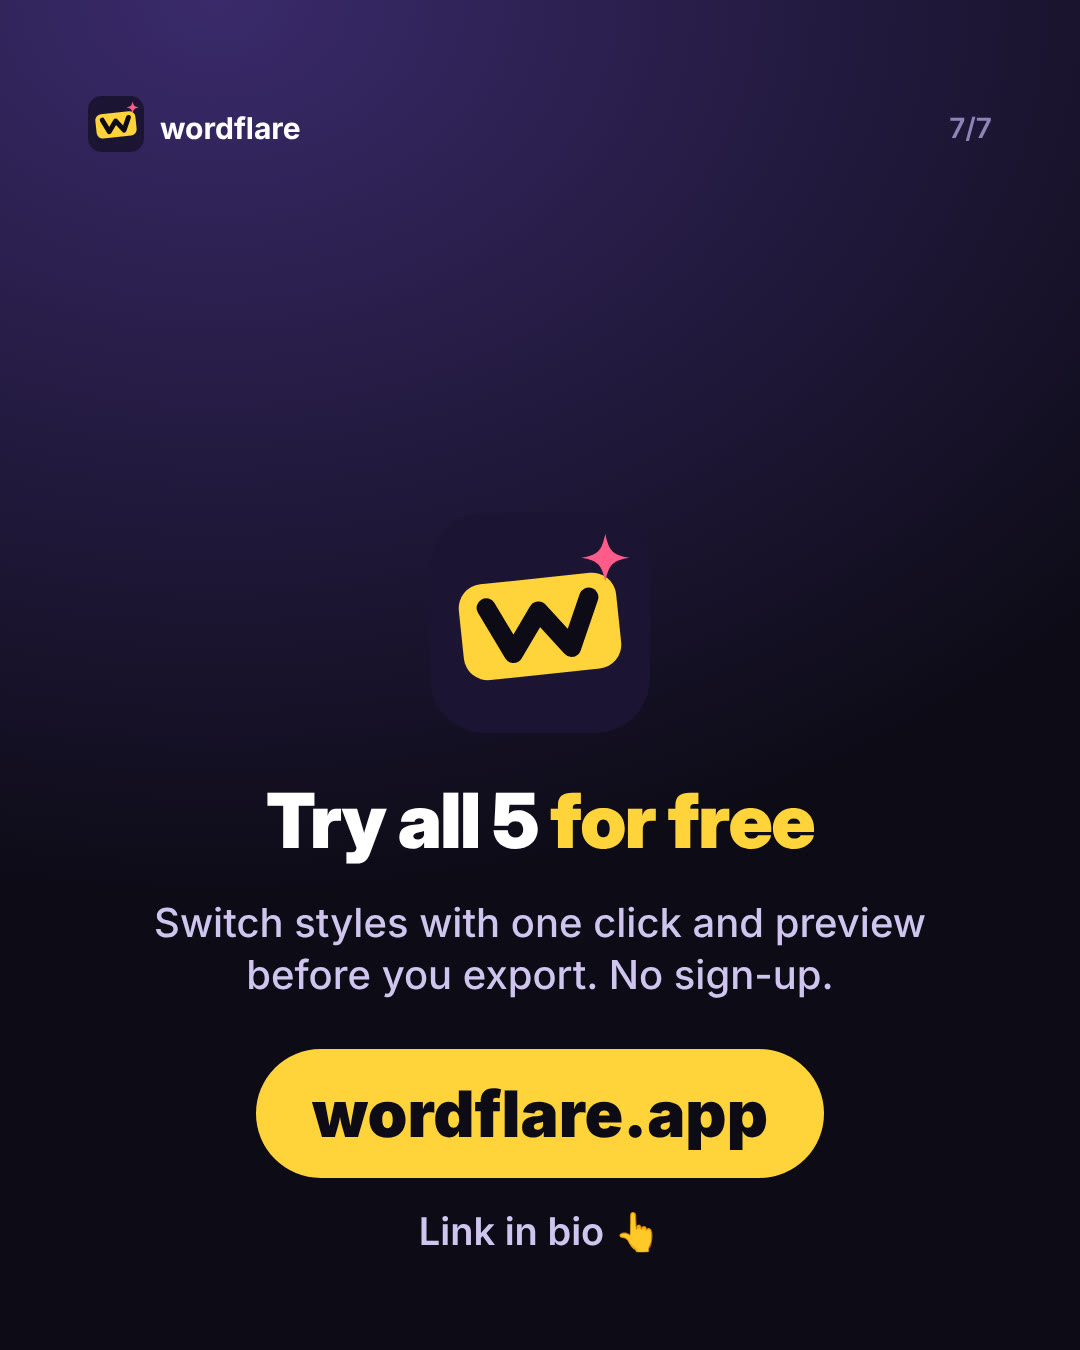 wordflare
7/7
W
Try all 5 for free
Switch styles with one click and preview
before you export. No sign-up.
wordflare.app
Link in bio 👆